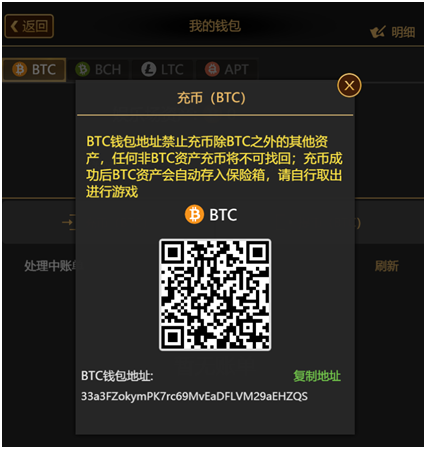 返回
我的钱包
明细
BTC
BCH
LTC
APT
充币（BTC）
BTC钱包地址禁止充币除BTC之外的其他资
产，任何非BTC资产充币将不可找回；充币成
功后BTC资产会自动存入保险箱，请自行取出
进行游戏
BTC
处理中账
刷新
BTC钱包地址:
复制地址
33a3FZokymPK7rc69MvEaDFLVM29aEHZQS